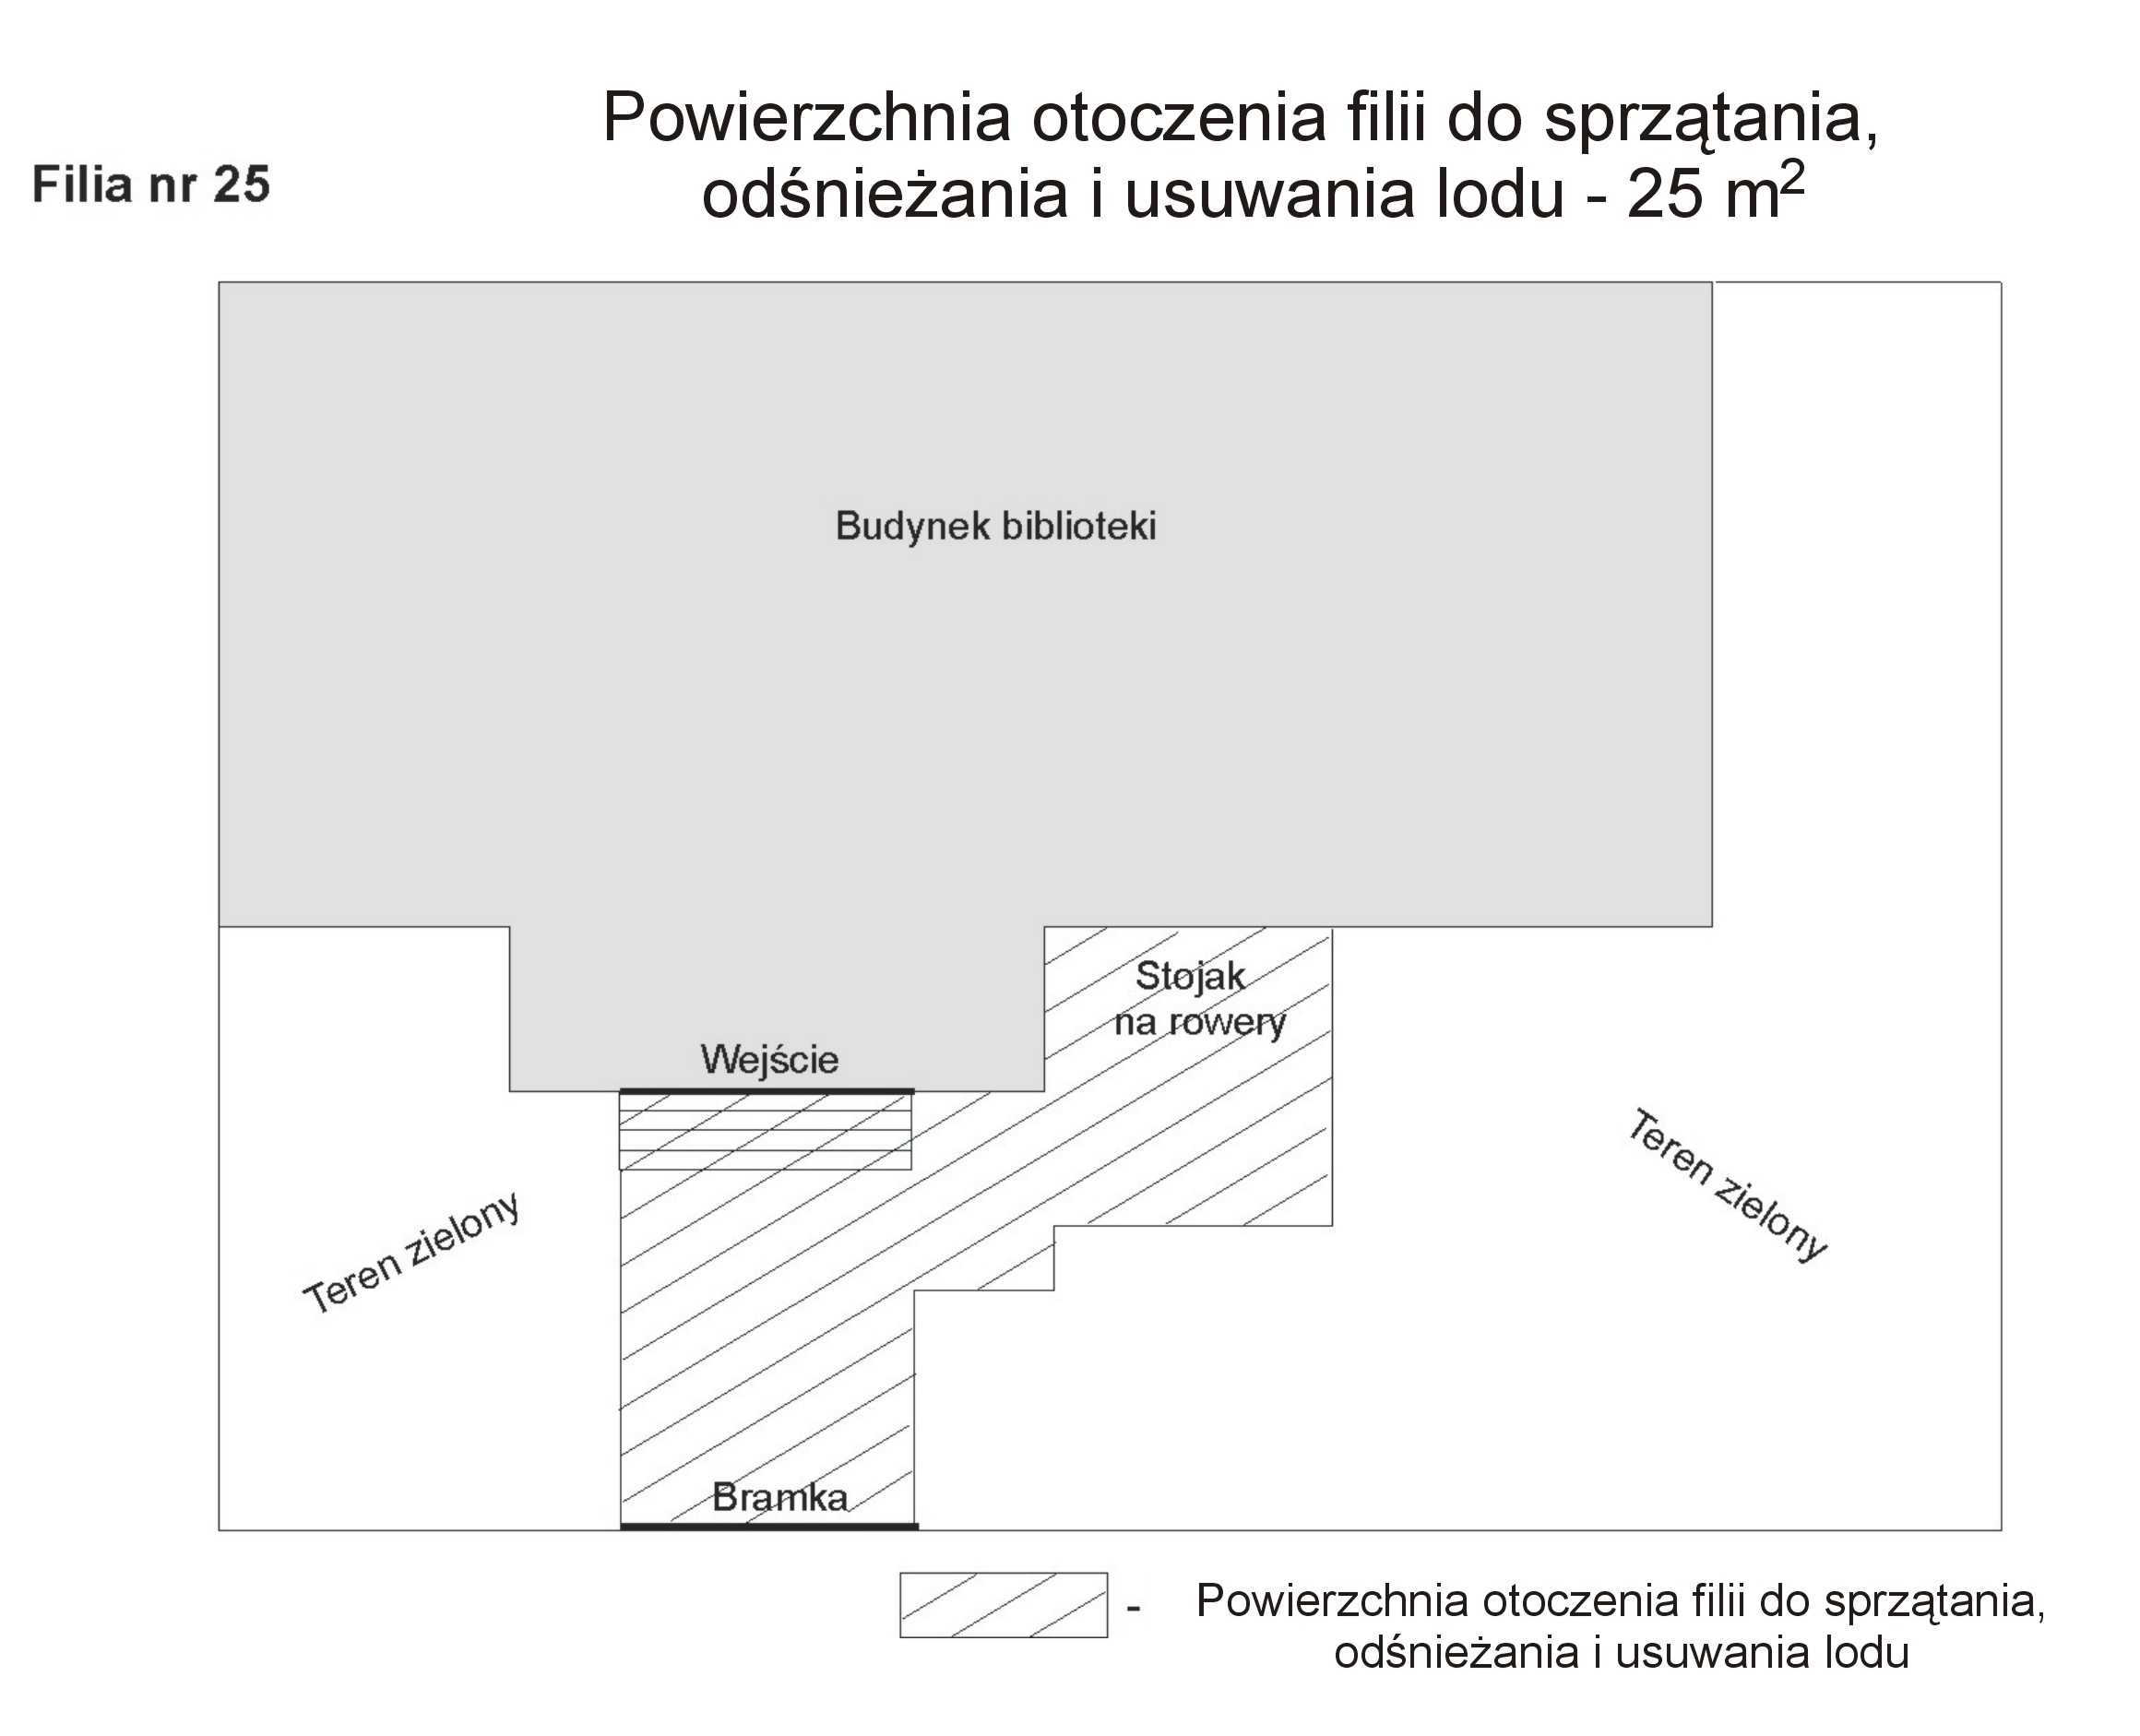 Powierzchnia otoczenia filii do sprzątania,
odśnieżania i usuwania lodu - 25 m²
Filia nr 25
Budynek biblioteki
Stojak
na rowery
Wejście
Teren zielony
Teren zielony
Bramka
- Powierzchnia otoczenia filii do sprzątania,
odśnieżania i usuwania lodu